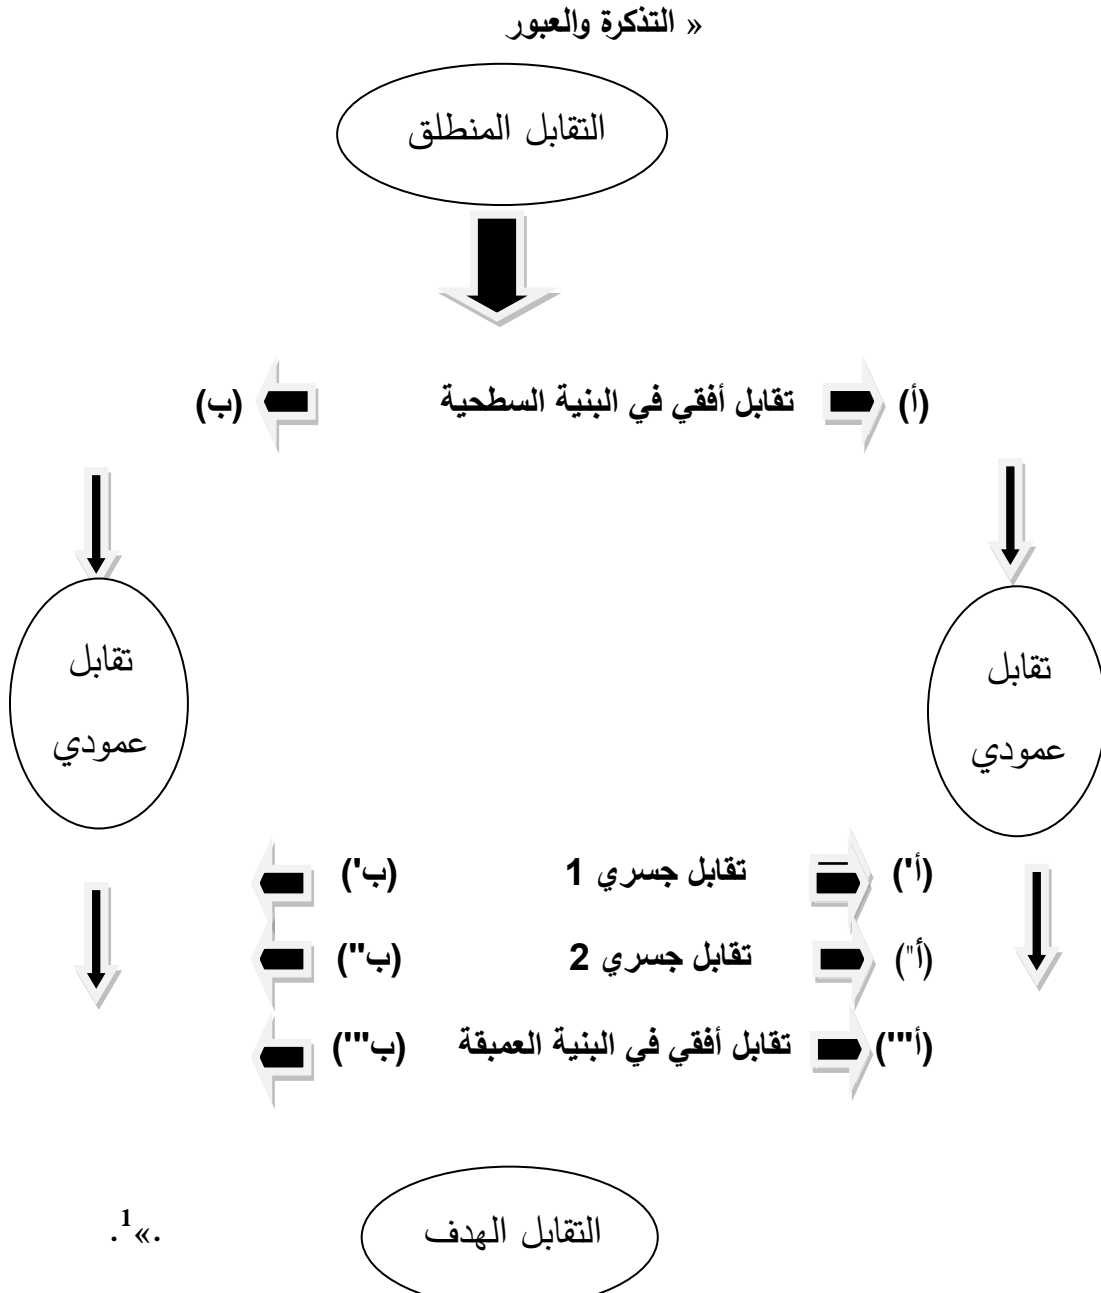 « التذكرة والعبور
التقابل المنطلق
(أ) تقابل أفقي في البنية السطحية (ب)
تقابل
عمودي
تقابل
عمودي
(أ') تقابل جسري 1 (ب')
(أ") تقابل جسري 2 (ب")
(أ"') تقابل أفقي في البنية العمبقة (ب"')
التقابل الهدف
.»1.